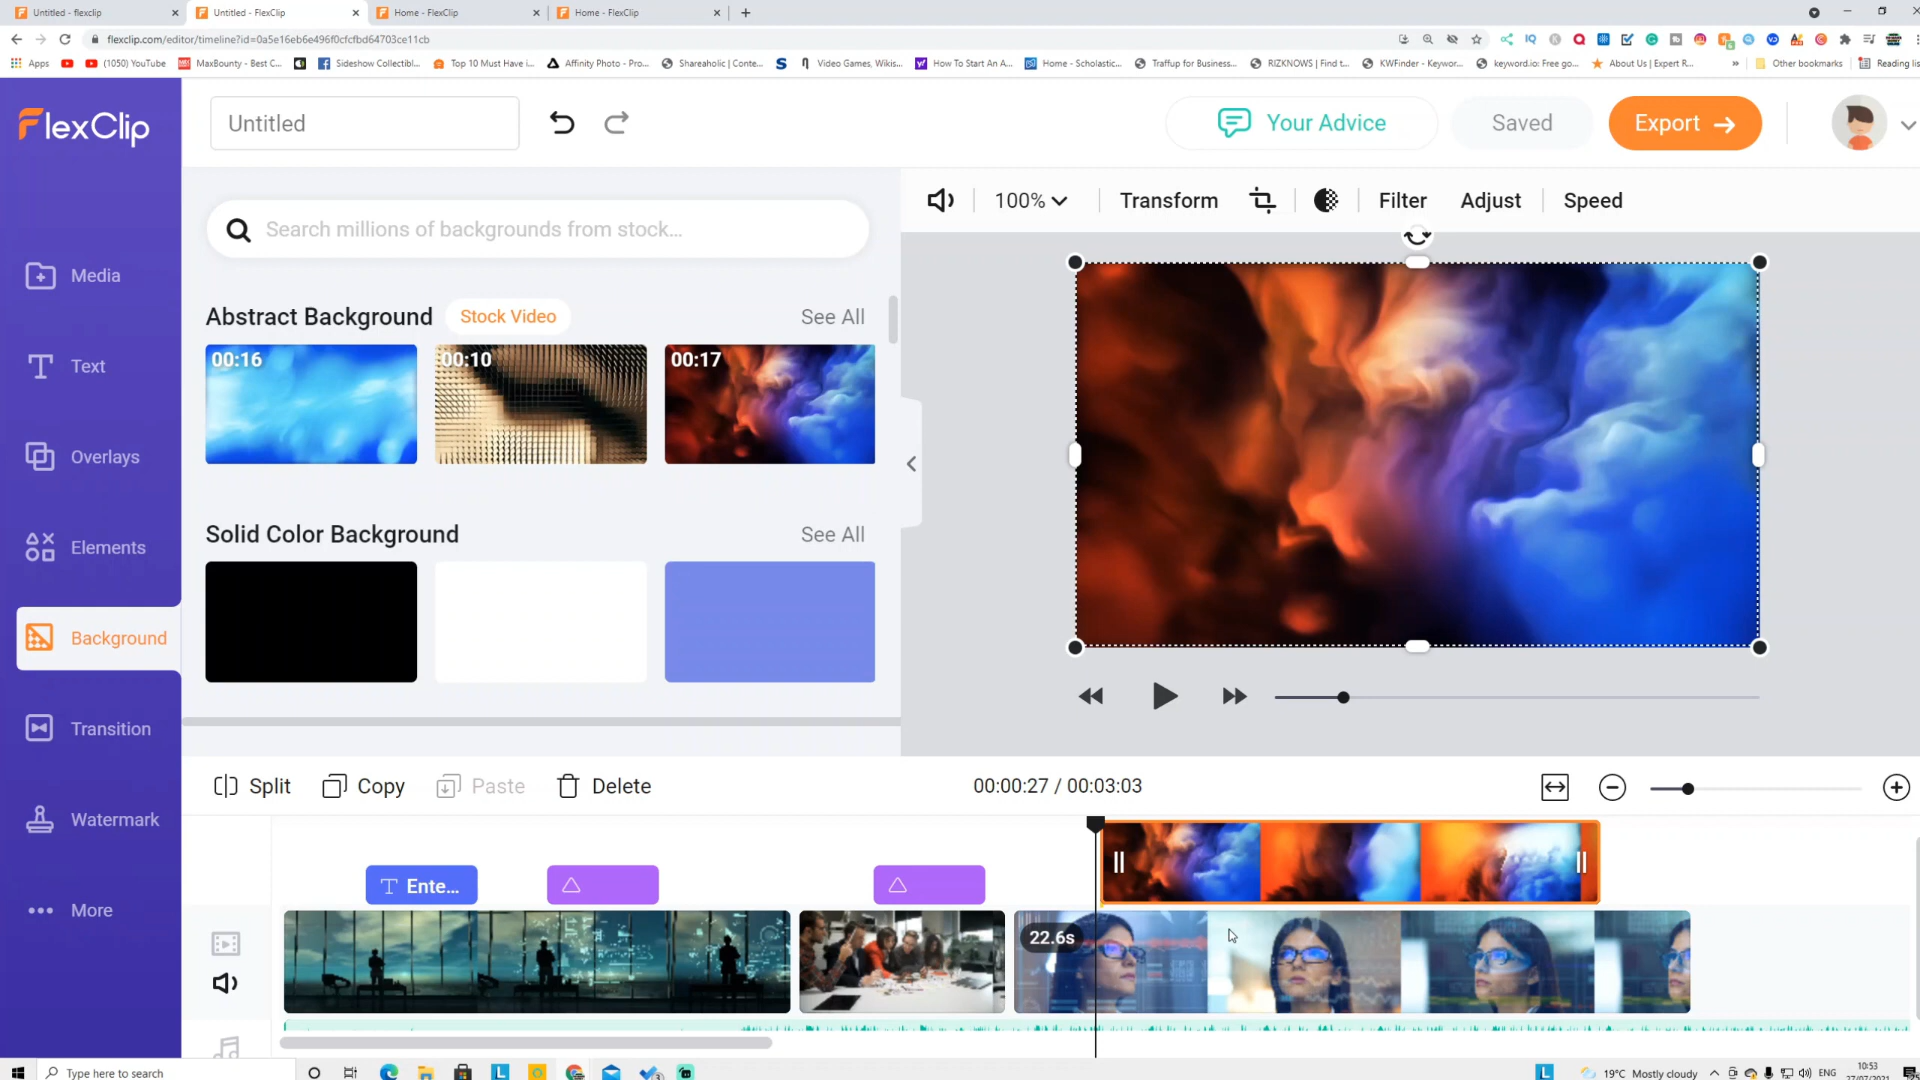 Untitled - flexclip
Untitled - FlexClip
Home - FlexClip
Home - FlexClip
flexclip.com/editor/timeline?id=0a5e16eb6e496f0cfcfbd64703ce11cb
Apps
(1050) YouTube
MaxBounty - Best C...
Sideshow Collectibl...
Top 10 Must Have i...
Affinity Photo - Pro...
Shareaholic | Conte...
Video Games, Wikis...
How To Start An A...
Home - Scholastic...
Traffup for Business...
RIZKNOWS | Find t...
KWFinder - Keywor...
keyword.io: Free go...
About Us | Expert R...
»
Other bookmarks
Reading list
FlexClip
Untitled
Your Advice
Saved
Export
Media
Text
Overlays
Elements
Background
Transition
Watermark
More
Search millions of backgrounds from stock...
Abstract Background
Stock Video
See All
00:16
00:10
00:17
Solid Color Background
See All
100%
Transform
Filter
Adjust
Speed
Split
Copy
Paste
Delete
00:00:27 / 00:03:03
Ente...
22.6s
Type here to search
19°C Mostly cloudy
ENG
10:53
27/07/2021